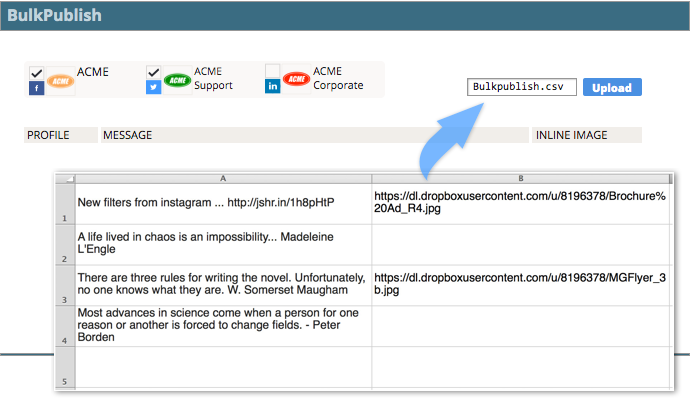 BulkPublish
ACME
ACME
f
ACME
Support
ACME
ACME
Corporate
ACME
in
Bulkpublish.csv
Upload
PROFILE
MESSAGE
INLINE IMAGE
A
B
1
New filters from instagram ... http://jshr.in/1h8pHtP
https://dl.dropboxusercontent.com/u/8196378/Brochure%
20Ad_R4.jpg
2
A life lived in chaos is an impossibility... Madeleine
L'Engle
3
There are three rules for writing the novel. Unfortunately,
no one knows what they are. W. Somerset Maugham
https://dl.dropboxusercontent.com/u/8196378/MGFlyer_3
b.jpg
4
Most advances in science come when a person for one
reason or another is forced to change fields. - Peter
Borden
5